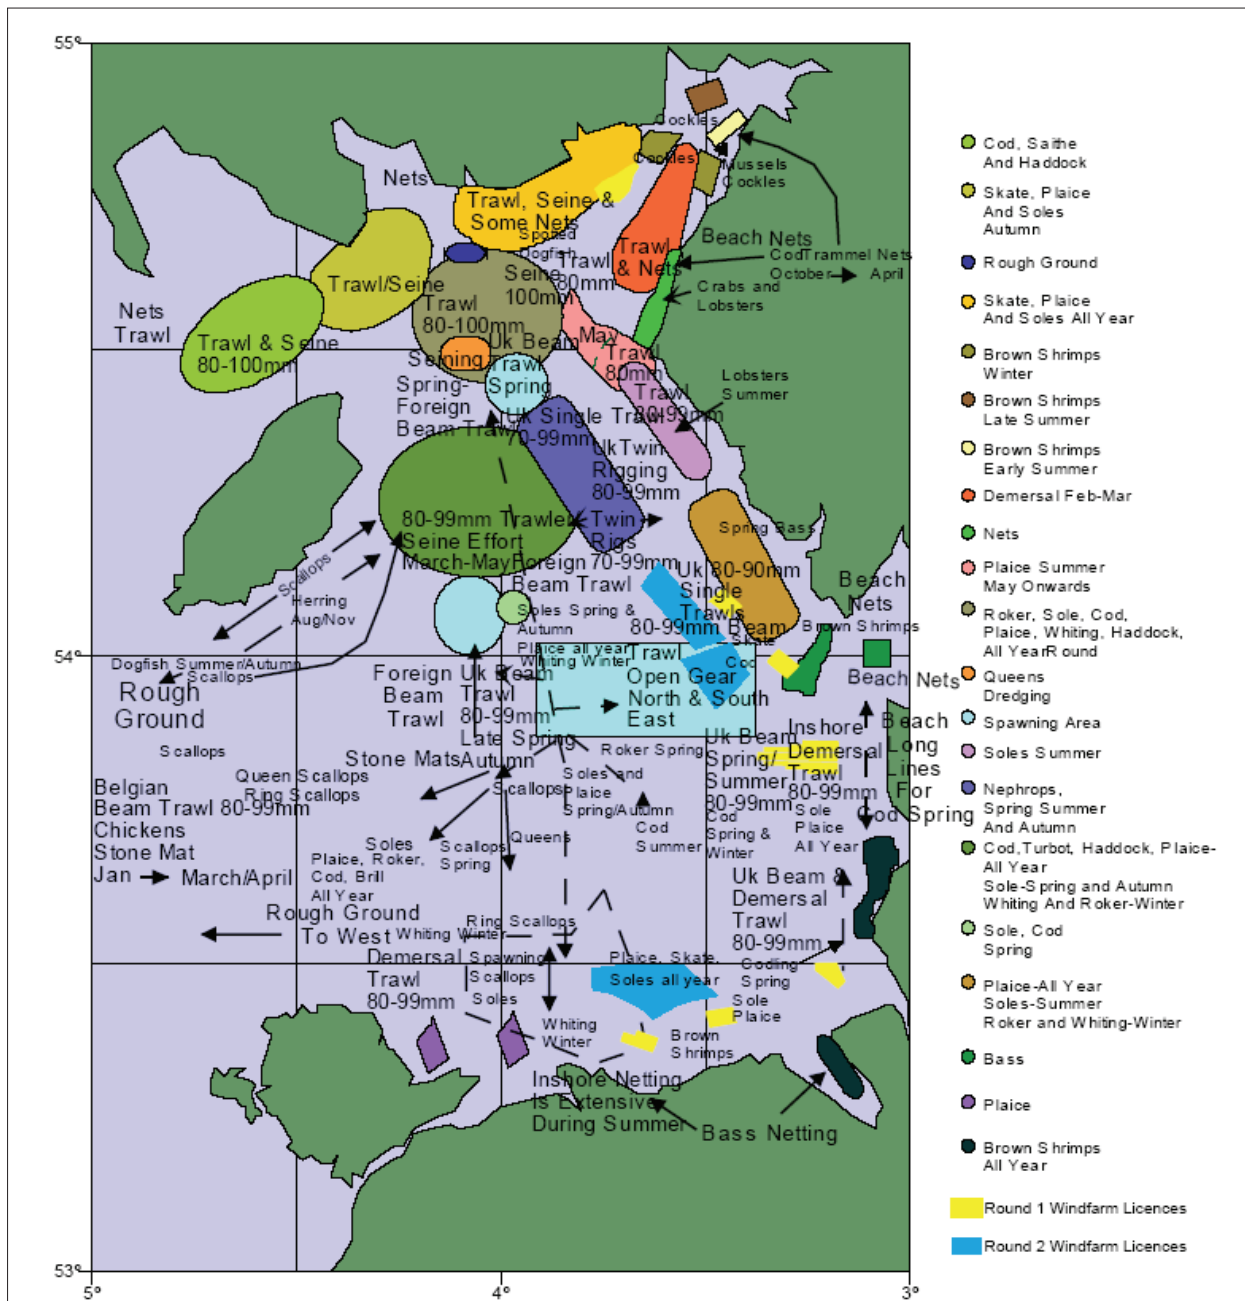 55°
Cockles
Cockles
Mussels
Cockles
Nets
Trawl, Seine &
Some Nets
Spotted
Dogfish
Trawl
80mm
Seine
100mm
Trawl
& Nets
Beach Nets
Cod Trammel Nets
October → April
Crabs and
Lobsters
Trawl/Seine
Nets
Trawl
Trawl & Seine
80-100mm
Trawl
80-100mm
Seining
Uk Beam
Trawl
Spring
May
Trawl
80mm
Trawl
80-99mm
Lobsters
Summer
Spring-
Foreign
Beam Trawl
Uk Single Trawl
70-99mm
Uk Twin
Rigging
80-99mm
80-99mm Trawler
Seine Effort
March-May
Twin
Rigs
70-99mm
Foreign
Beam Trawl
Spring Bass
Uk 80-90mm
Single
Trawls
80-99mm Beam
Trawl
Scallops
Herring
Aug/Nov
Soles Spring &
Autumn
Plaice all year
Whiting Winter
Skate
Cod
Beach
Nets
Brown Shrimps
Beach Nets
54°
Dogfish Summer/Autumn
Scallops
Rough
Ground
Foreign
Beam
Trawl
Uk Beam
Trawl
80-99mm
Late Spring
Autumn
Open Gear
North & South
East
Scallops
Stone Mats
Queen Scallops
Ring Scallops
Scallops
Roker Spring
Soles and
Plaice
Spring/Autumn
Uk Beam
Spring/
Summer
80-99mm
Inshore
Demersal
Trawl
80-99mm
Beach
Long
Lines
For
Cod Spring
Belgian
Beam Trawl 80-99mm
Chickens
Stone Mat
Jan → March/April
Soles
Plaice, Roker,
Cod, Brill
All Year
Scallops
Spring
Queens
Cod
Summer
Cod
Spring &
Winter
Sole
Plaice
All Year
Uk Beam &
Demersal
Trawl
80-99mm
Rough Ground
To West
Whiting Winter
Ring Scallops
Demersal
Trawl
80-99mm
Spawning
Scallops
Soles
Plaice, Skate,
Soles all year
Codling
Spring
Sole
Plaice
Whiting
Winter
Brown
Shrimps
Inshore Netting
Is Extensive
During Summer
Bass Netting
53°
5°
4°
3°
Cod, Saithe
And Haddock
Skate, Plaice
And Soles
Autumn
Rough Ground
Skate, Plaice
And Soles All Year
Brown Shrimps
Winter
Brown Shrimps
Late Summer
Brown Shrimps
Early Summer
Demersal Feb-Mar
Nets
Plaice Summer
May Onwards
Roker, Sole, Cod,
Plaice, Whiting, Haddock,
All YearRound
Queens
Dredging
Spawning Area
Soles Summer
Nephrops,
Spring Summer
And Autumn
Cod,Turbot, Haddock, Plaice-
All Year
Sole-Spring and Autumn
Whiting And Roker-Winter
Sole, Cod
Spring
Plaice-All Year
Soles-Summer
Roker and Whiting-Winter
Bass
Plaice
Brown Shrimps
All Year
Round 1 Windfarm Licences
Round 2 Windfarm Licences